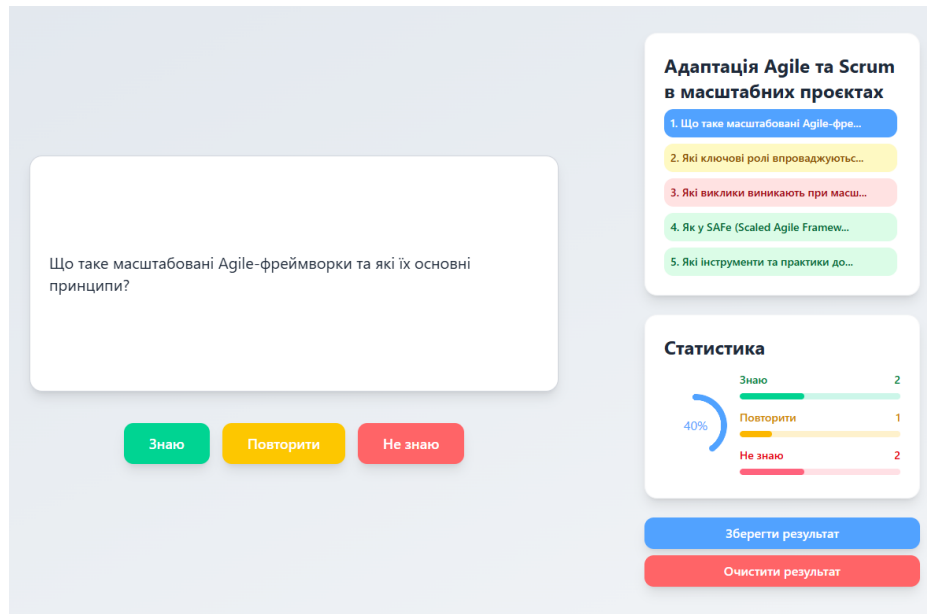 Що таке масштабовані Agile-фреймворки та які їх основні
принципи?
Знаю
Повторити
Не знаю
Адаптація Agile та Scrum
в масштабних проєктах
1. Що таке масштабовані Agile-фре...
2. Які ключові ролі впроваджуютьс...
3. Які виклики виникають при масш...
4. Як у SAFe (Scaled Agile Framew...
5. Які інструменти та практики до...
Статистика
40%
Знаю 2
Повторити 1
Не знаю 2
Зберегти результат
Очистити результат